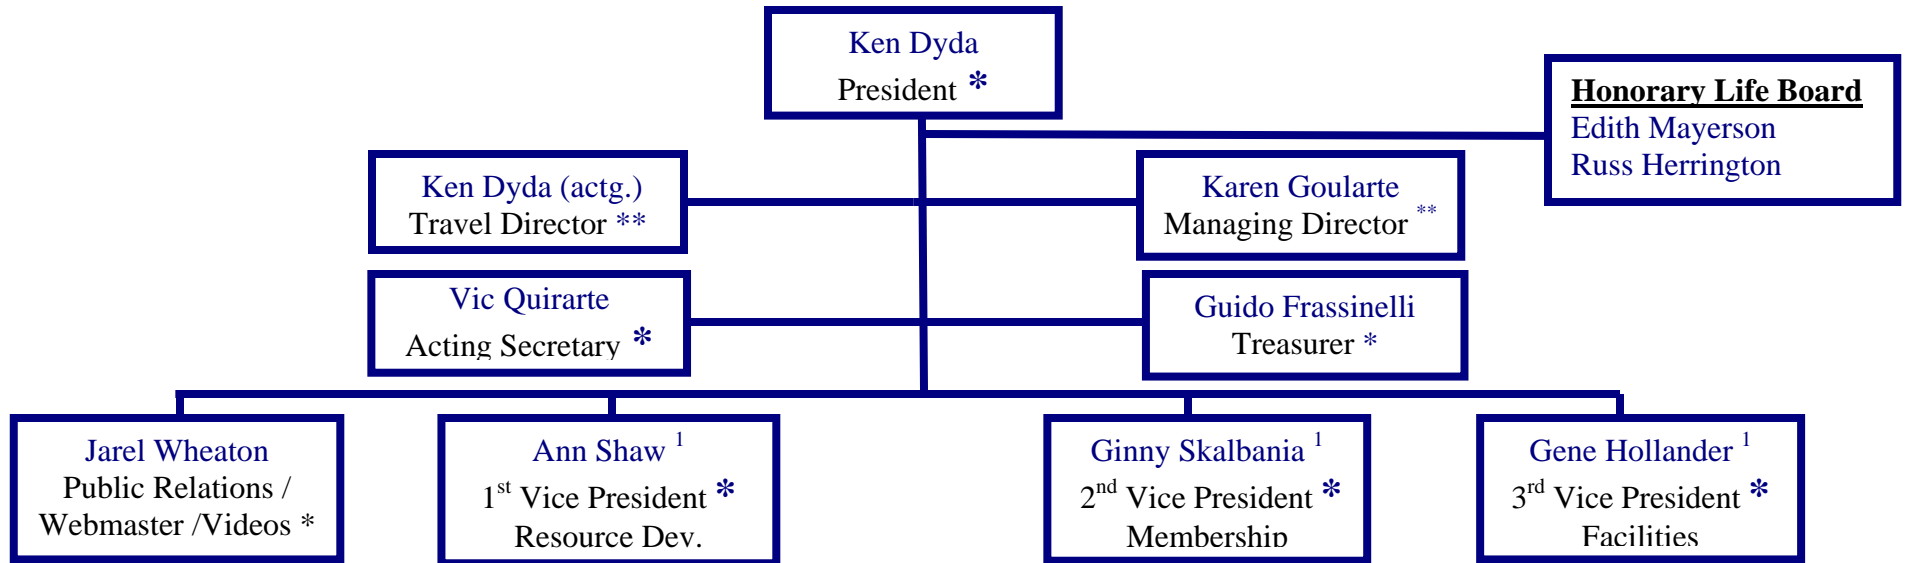 Ken Dyda
President *
Honorary Life Board
Edith Mayerson
Russ Herrington
Ken Dyda (actg.)
Travel Director **
Karen Goularte
Managing Director **
Vic Quirarte
Acting Secretary *
Guido Frassinelli
Treasurer *
Jarel Wheaton
Public Relations /
Webmaster /Videos *
Ann Shaw 1
1st Vice President *
Resource Dev.
Ginny Skalbania 1
2nd Vice President *
Membership
Gene Hollander 1
3rd Vice President *
Facilities